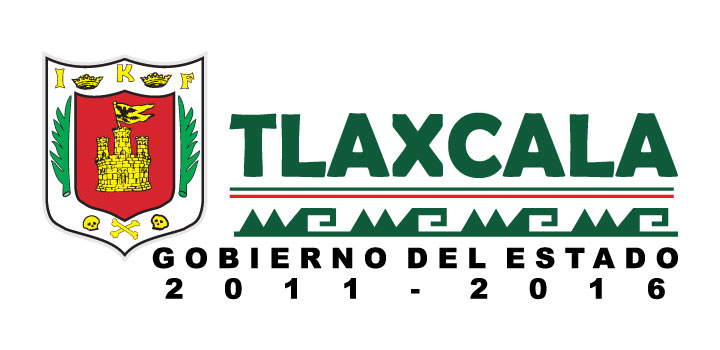 I K F
TLAXCALA
GOBIERNO DEL ESTADO
2011-2016